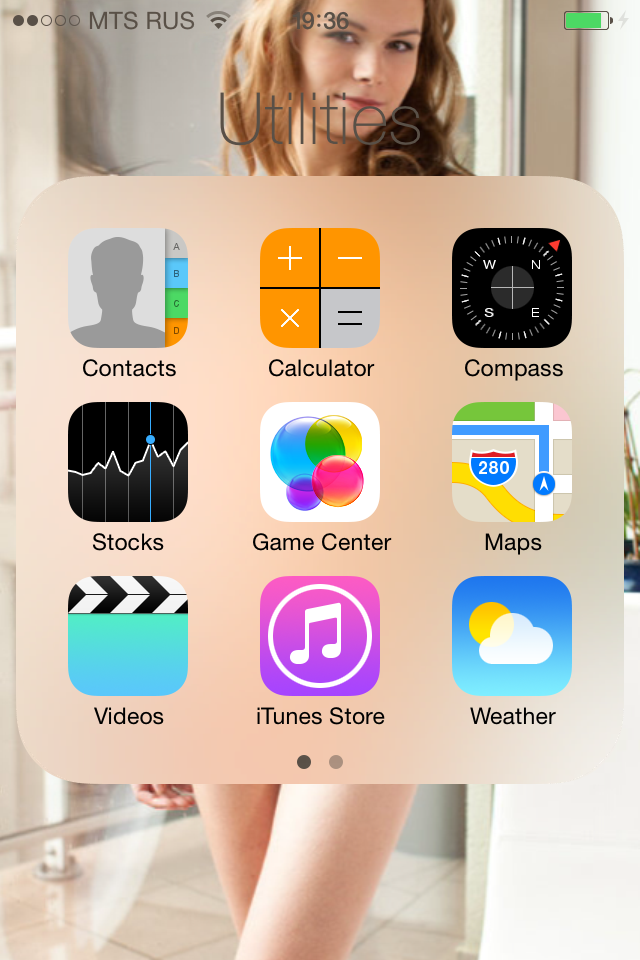 MTS RUS 19:36
Utilities
A
B
C
D
Contacts
Calculator
W N
S E
Compass
Stocks
Game Center
280
Maps
Videos
iTunes Store
Weather